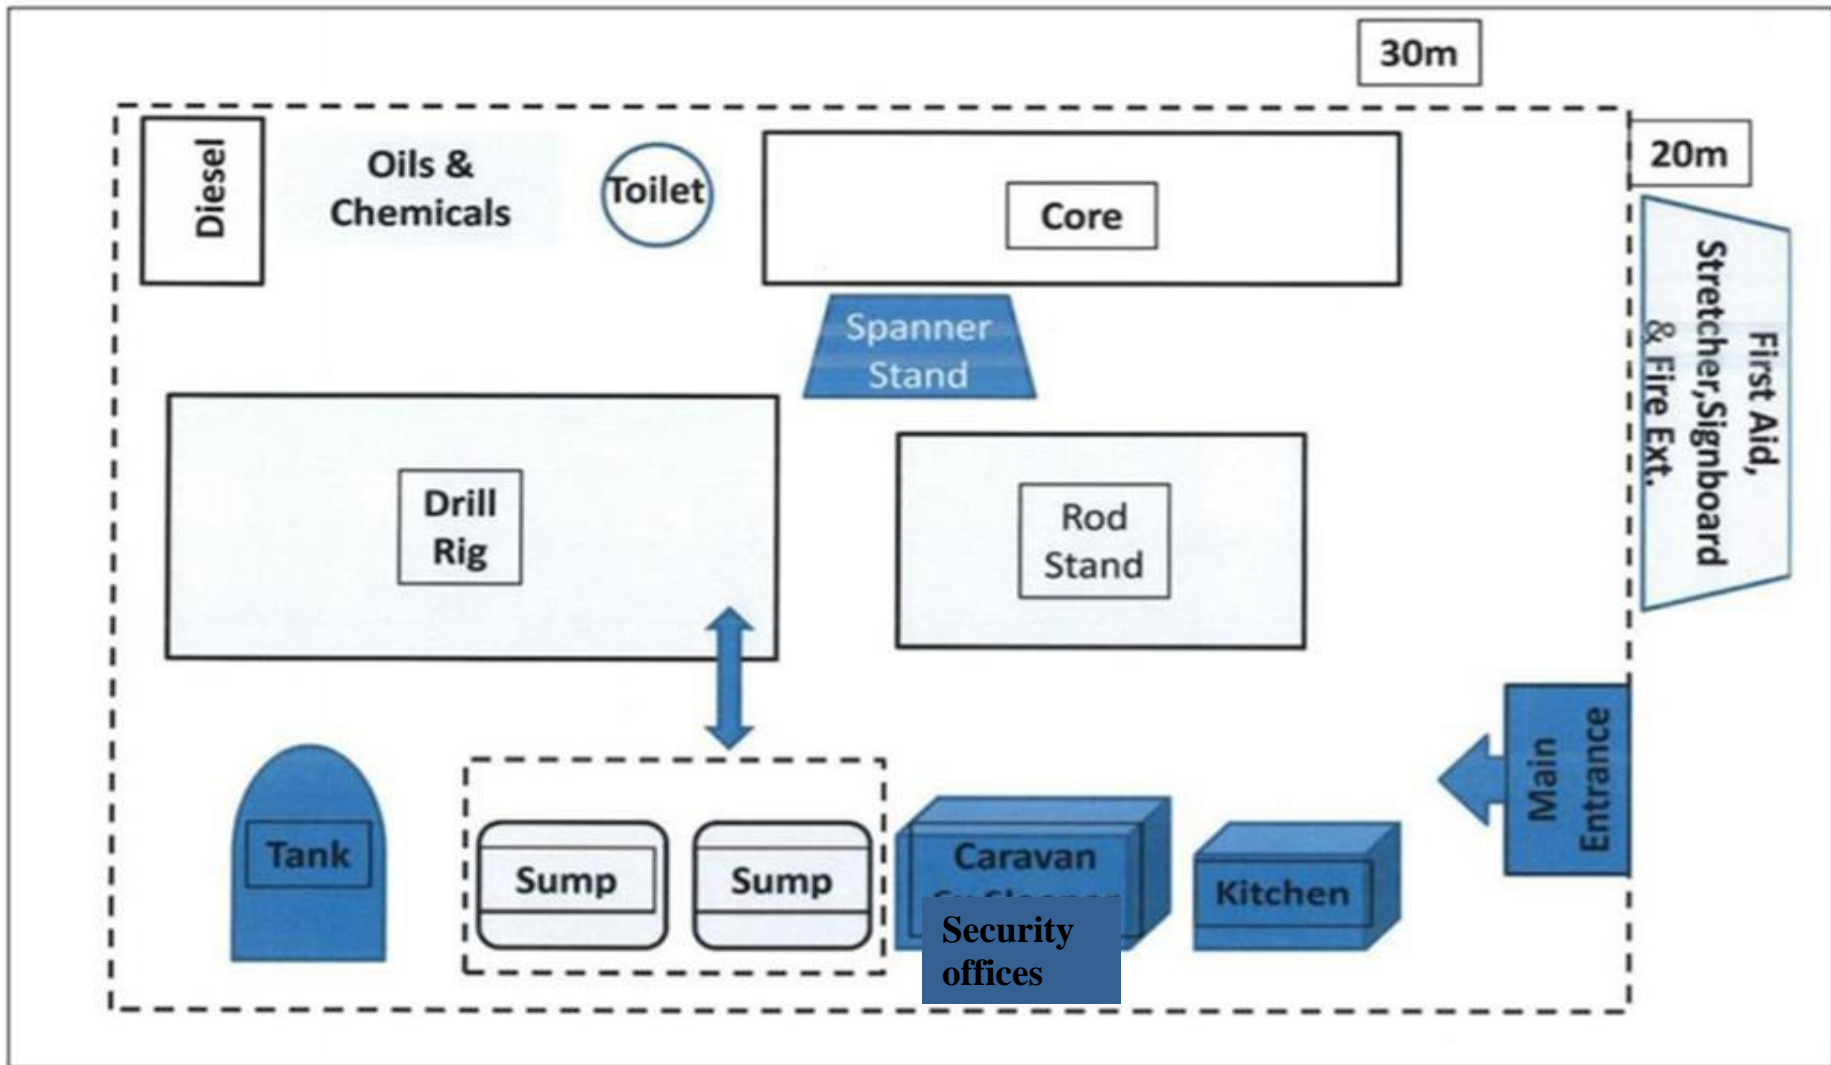 30m
20m
Diesel
Oils &
Chemicals
Toilet
Core
Spanner
Stand
First Aid,
Stretcher,Signboard
& Fire Ext.
Drill
Rig
Rod
Stand
Main
Entrance
Tank
Sump
Sump
Caravan
Security
offices
Kitchen